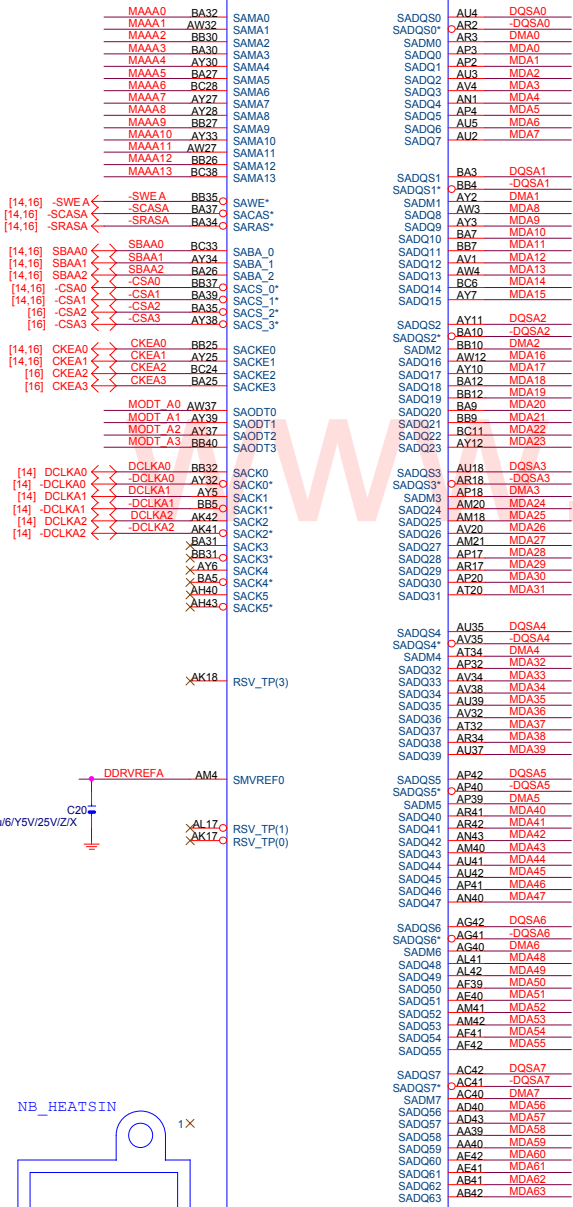 MAAA0 BA32 SAMA0
MAAA1 AW32 SAMA1
MAAA2 BB30 SAMA2
MAAA3 BA30 SAMA3
MAAA4 AY30 SAMA4
MAAA5 BA27 SAMA5
MAAA6 BC28 SAMA6
MAAA7 AY27 SAMA7
MAAA8 AY28 SAMA8
MAAA9 BB27 SAMA9
MAAA10 AY33 SAMA10
MAAA11 AW27 SAMA11
MAAA12 BB26 SAMA12
MAAA13 BC38 SAMA13
[14,16] -SWEA -SWEA BB35 SAWE*
[14,16] -SCASA -SCASA BA37 SACAS*
[14,16] -SRASA -SRASA BA34 SARAS*
[14,16] SBAA0 SBAA0 BC33 SABA_0
[14,16] SBAA1 SBAA1 AY34 SABA_1
[14,16] SBAA2 SBAA2 BA26 SABA_2
[14,16] -CSA0 -CSA0 BB37 SACS_0*
[14,16] -CSA1 -CSA1 BA39 SACS_1*
[16] -CSA2 -CSA2 BA35 SACS_2*
[16] -CSA3 -CSA3 AY38 SACS_3*
[14,16] CKEA0 CKEA0 BB25 SACKE0
[14,16] CKEA1 CKEA1 AY25 SACKE1
[16] CKEA2 CKEA2 BC24 SACKE2
[16] CKEA3 CKEA3 BA25 SACKE3
MODT_A0 AW37 SAODT0
MODT_A1 AY39 SAODT1
MODT_A2 AY37 SAODT2
MODT_A3 BB40 SAODT3
[14] DCLKA0 DCLKA0 BB32 SACK0
[14] -DCLKA0 -DCLKA0 AY32 SACK0*
[14] DCLKA1 DCLKA1 AY5 SACK1
[14] -DCLKA1 -DCLKA1 BB5 SACK1*
[14] DCLKA2 DCLKA2 AK42 SACK2
[14] -DCLKA2 -DCLKA2 AK41 SACK2*
BA31 SACK3
BB31 SACK3*
AY6 SACK4
BA5 SACK4*
AH40 SACK5
AH43 SACK5*
AK18 RSV_TP(3)
DDRVREFA AM4 SMVREF0
C20
/6/Y5V/25V/Z/X
AL17 RSV_TP(1)
AK17 RSV_TP(0)
NB_HEATSIN
1
SADQS0 AU4 DQSA0
SADQS0* AR2 -DQSA0
SADM0 AR3 DMA0
SADQ0 AP3 MDA0
SADQ1 AP2 MDA1
SADQ2 AU3 MDA2
SADQ3 AV4 MDA3
SADQ4 AN1 MDA4
SADQ5 AP4 MDA5
SADQ6 AU5 MDA6
SADQ7 AU2 MDA7
SADQS1 BA3 DQSA1
SADQS1* BB4 -DQSA1
SADM1 AY2 DMA1
SADQ8 AW3 MDA8
SADQ9 AY3 MDA9
SADQ10 BA7 MDA10
SADQ11 BB7 MDA11
SADQ12 AV1 MDA12
SADQ13 AW4 MDA13
SADQ14 BC6 MDA14
SADQ15 AY7 MDA15
SADQS2 AY11 DQSA2
SADQS2* BA10 -DQSA2
SADM2 BB10 DMA2
SADQ16 AW12 MDA16
SADQ17 AY10 MDA17
SADQ18 BA12 MDA18
SADQ19 BB12 MDA19
SADQ20 BA9 MDA20
SADQ21 BB9 MDA21
SADQ22 BC11 MDA22
SADQ23 AY12 MDA23
SADQS3 AU18 DQSA3
SADQS3* AR18 -DQSA3
SADM3 AP18 DMA3
SADQ24 AM20 MDA24
SADQ25 AM18 MDA25
SADQ26 AV20 MDA26
SADQ27 AM21 MDA27
SADQ28 AP17 MDA28
SADQ29 AR17 MDA29
SADQ30 AP20 MDA30
SADQ31 AT20 MDA31
SADQS4 AU35 DQSA4
SADQS4* AV35 -DQSA4
SADM4 AT34 DMA4
SADQ32 AP32 MDA32
SADQ33 AV34 MDA33
SADQ34 AV38 MDA34
SADQ35 AU39 MDA35
SADQ36 AV32 MDA36
SADQ37 AT32 MDA37
SADQ38 AR34 MDA38
SADQ39 AU37 MDA39
SADQS5 AP42 DQSA5
SADQS5* AP40 -DQSA5
SADM5 AP39 DMA5
SADQ40 AR41 MDA40
SADQ41 AR42 MDA41
SADQ42 AN43 MDA42
SADQ43 AM40 MDA43
SADQ44 AU41 MDA44
SADQ45 AU42 MDA45
SADQ46 AP41 MDA46
SADQ47 AN40 MDA47
SADQS6 AG42 DQSA6
SADQS6* AG41 -DQSA6
SADM6 AG40 DMA6
SADQ48 AL41 MDA48
SADQ49 AL42 MDA49
SADQ50 AF39 MDA50
SADQ51 AE40 MDA51
SADQ52 AM41 MDA52
SADQ53 AM42 MDA53
SADQ54 AF41 MDA54
SADQ55 AF42 MDA55
SADQS7 AC42 DQSA7
SADQS7* AC41 -DQSA7
SADM7 AC40 DMA7
SADQ56 AD40 MDA56
SADQ57 AD43 MDA57
SADQ58 AA39 MDA58
SADQ59 AA40 MDA59
SADQ60 AE42 MDA60
SADQ61 AE41 MDA61
SADQ62 AB41 MDA62
SADQ63 AB42 MDA63
www.